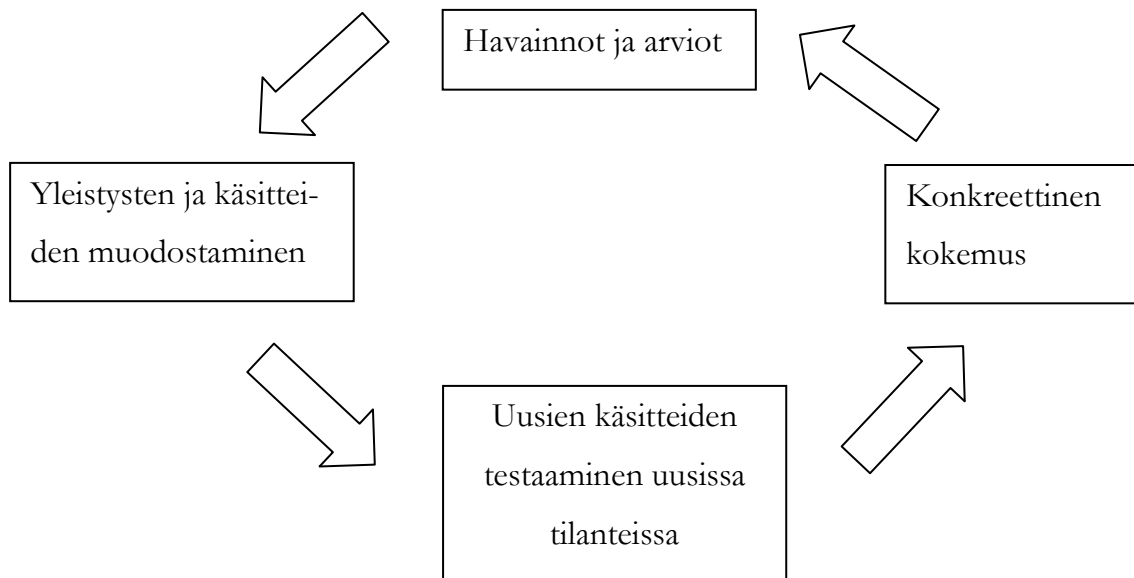 Havainnot ja arviot
Yleistysten ja käsittei-
den muodostaminen
Konkreettinen
kokemus
Uusien käsitteiden
testaaminen uusissa
tilanteissa